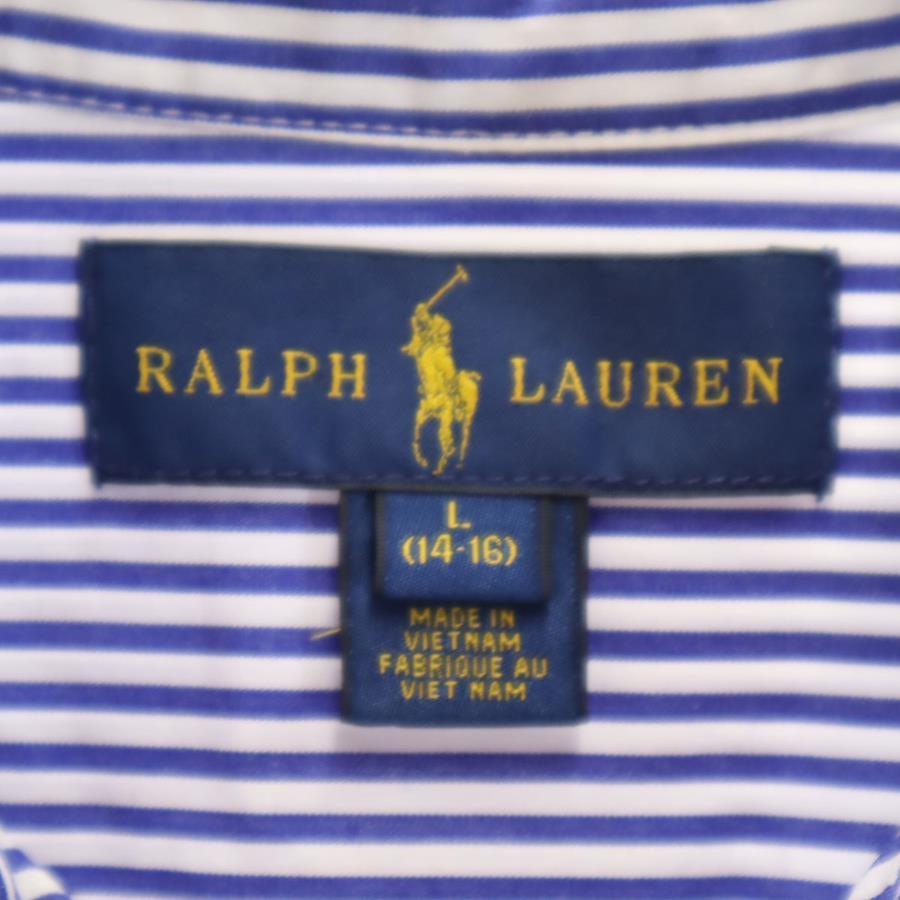 RALPH LAUREN
L
(14-16)
MADE IN
VIETNAM
FABRIQUE AU
VIET NAM